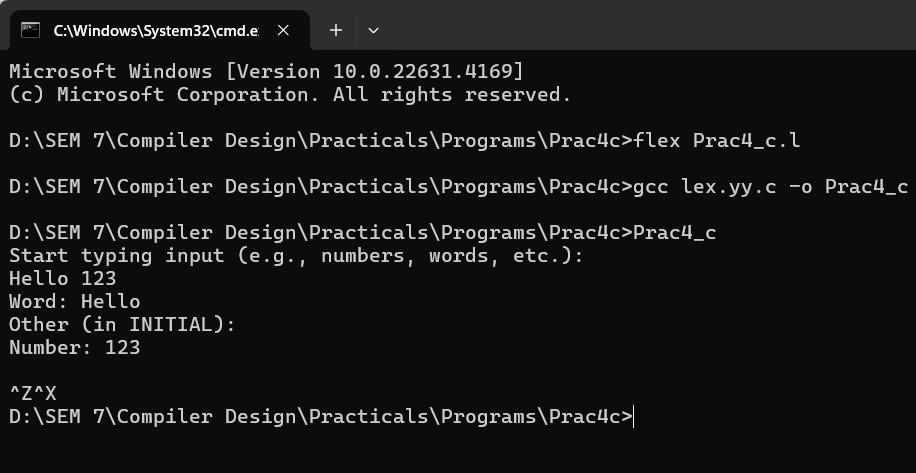 C:\Windows\System32\cmd.e
Microsoft Windows [Version 10.0.22631.4169]
(c) Microsoft Corporation. All rights reserved.
D:\SEM 7\Compiler Design\Practicals\Programs\Prac4c>flex Prac4_c.l
D:\SEM 7\Compiler Design\Practicals\Programs\Prac4c>gcc lex.yy.c -o Prac4_c
D:\SEM 7\Compiler Design\Practicals\Programs\Prac4c>Prac4_c
Start typing input (e.g., numbers, words, etc.):
Hello 123
Word: Hello
Other (in INITIAL):
Number: 123
^Z^X
D:\SEM 7\Compiler Design\Practicals\Programs\Prac4c>